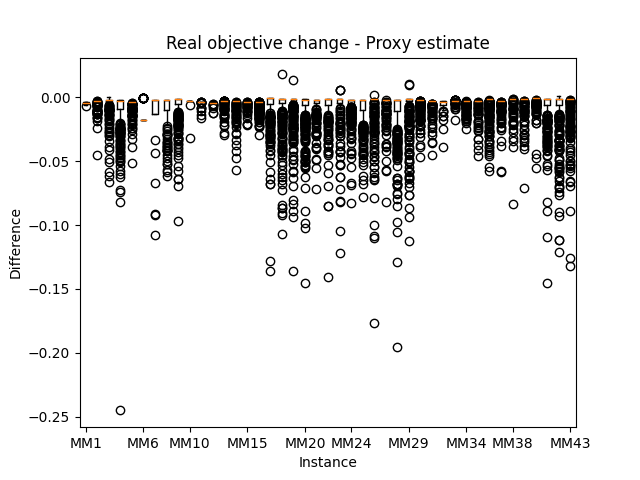 Real objective change - Proxy estimate
0.00
−0.05
−0.10
−0.15
−0.20
−0.25
Difference
MM1 MM6 MM10 MM15 MM20 MM24 MM29 MM34 MM38 MM43
Instance